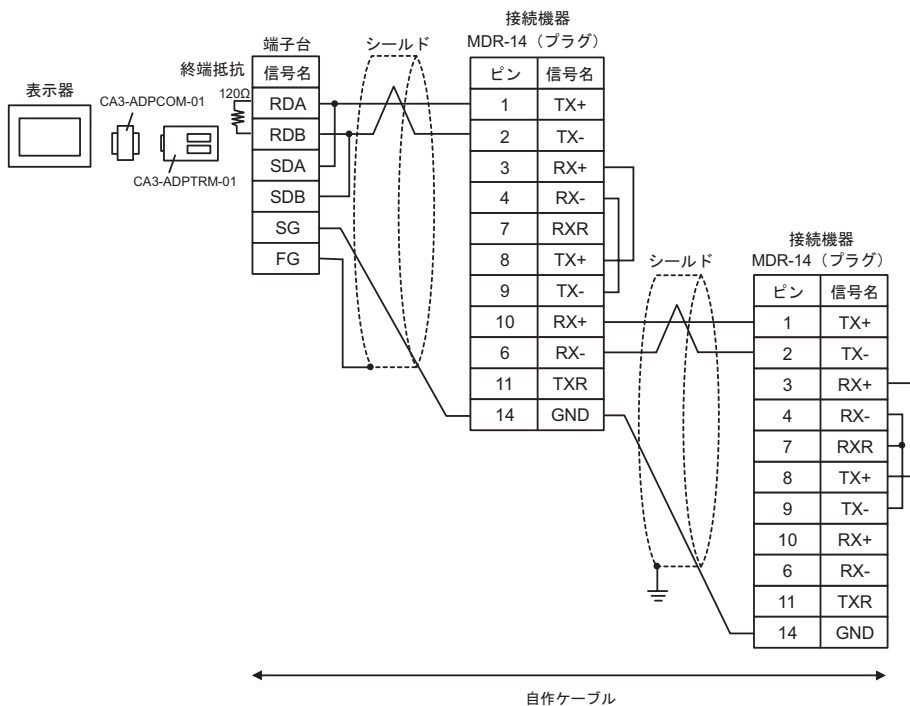 表示器
CA3-ADPCOM-01
CA3-ADPTRM-01
終端抵抗
120Ω
端子台
信号名
RDA
RDB
SDA
SDB
SG
FG
シールド
接続機器
MDR-14（プラグ）
ピン 信号名
1 TX+
2 TX-
3 RX+
4 RX-
7 RXR
8 TX+
9 TX-
10 RX+
6 RX-
11 TXR
14 GND
シールド
接続機器
MDR-14（プラグ）
ピン 信号名
1 TX+
2 TX-
3 RX+
4 RX-
7 RXR
8 TX+
9 TX-
10 RX+
6 RX-
11 TXR
14 GND
自作ケーブル